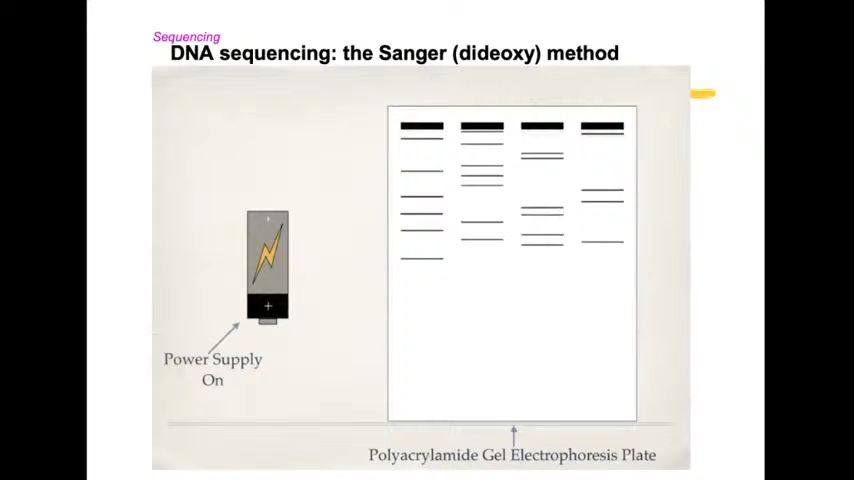 Sequencing
DNA sequencing: the Sanger (dideoxy) method
+
Power Supply
On
Polyacrylamide Gel Electrophoresis Plate